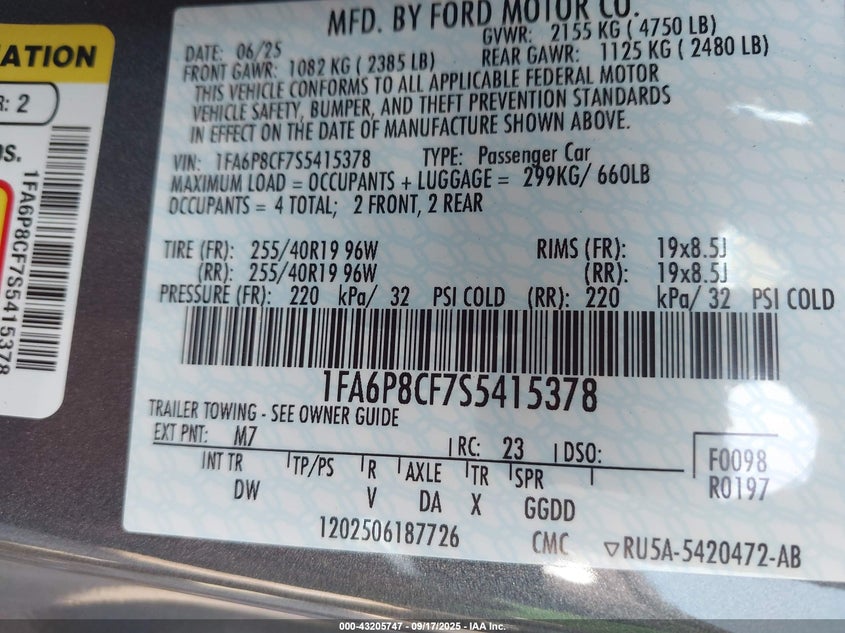 MATION
R: 2
1FA6P8CF7S5415378
MFD. BY FORD MOTOR CO.
DATE: 06/25
GVWR: 2155 KG ( 4750 LB)
FRONT GAWR: 1082 KG ( 2385 LB)
REAR GAWR: 1125 KG ( 2480 LB)
THIS VEHICLE CONFORMS TO ALL APPLICABLE FEDERAL MOTOR
VEHICLE SAFETY, BUMPER, AND THEFT PREVENTION STANDARDS
IN EFFECT ON THE DATE OF MANUFACTURE SHOWN ABOVE.
VIN: 1FA6P8CF7S5415378 TYPE: Passenger Car
MAXIMUM LOAD = OCCUPANTS + LUGGAGE = 299KG/ 660LB
OCCUPANTS = 4 TOTAL; 2 FRONT, 2 REAR
TIRE (FR): 255/40R19 96W RIMS (FR): 19x8.5J
(RR): 255/40R19 96W (RR): 19x8.5J
PRESSURE (FR): 220 kPa/ 32 PSI COLD (RR): 220 kPa/ 32 PSI COLD
1FA6P8CF7S5415378
TRAILER TOWING - SEE OWNER GUIDE
EXT PNT: M7 RC: 23 DSO:
INT TR TP/PS R AXLE TR SPR
DW V DA X GGDD
F0098
R0197
1202506187726 CMC ▽RU5A-5420472-AB
000-43205747 — 09/17/2025 — IAA Inc.